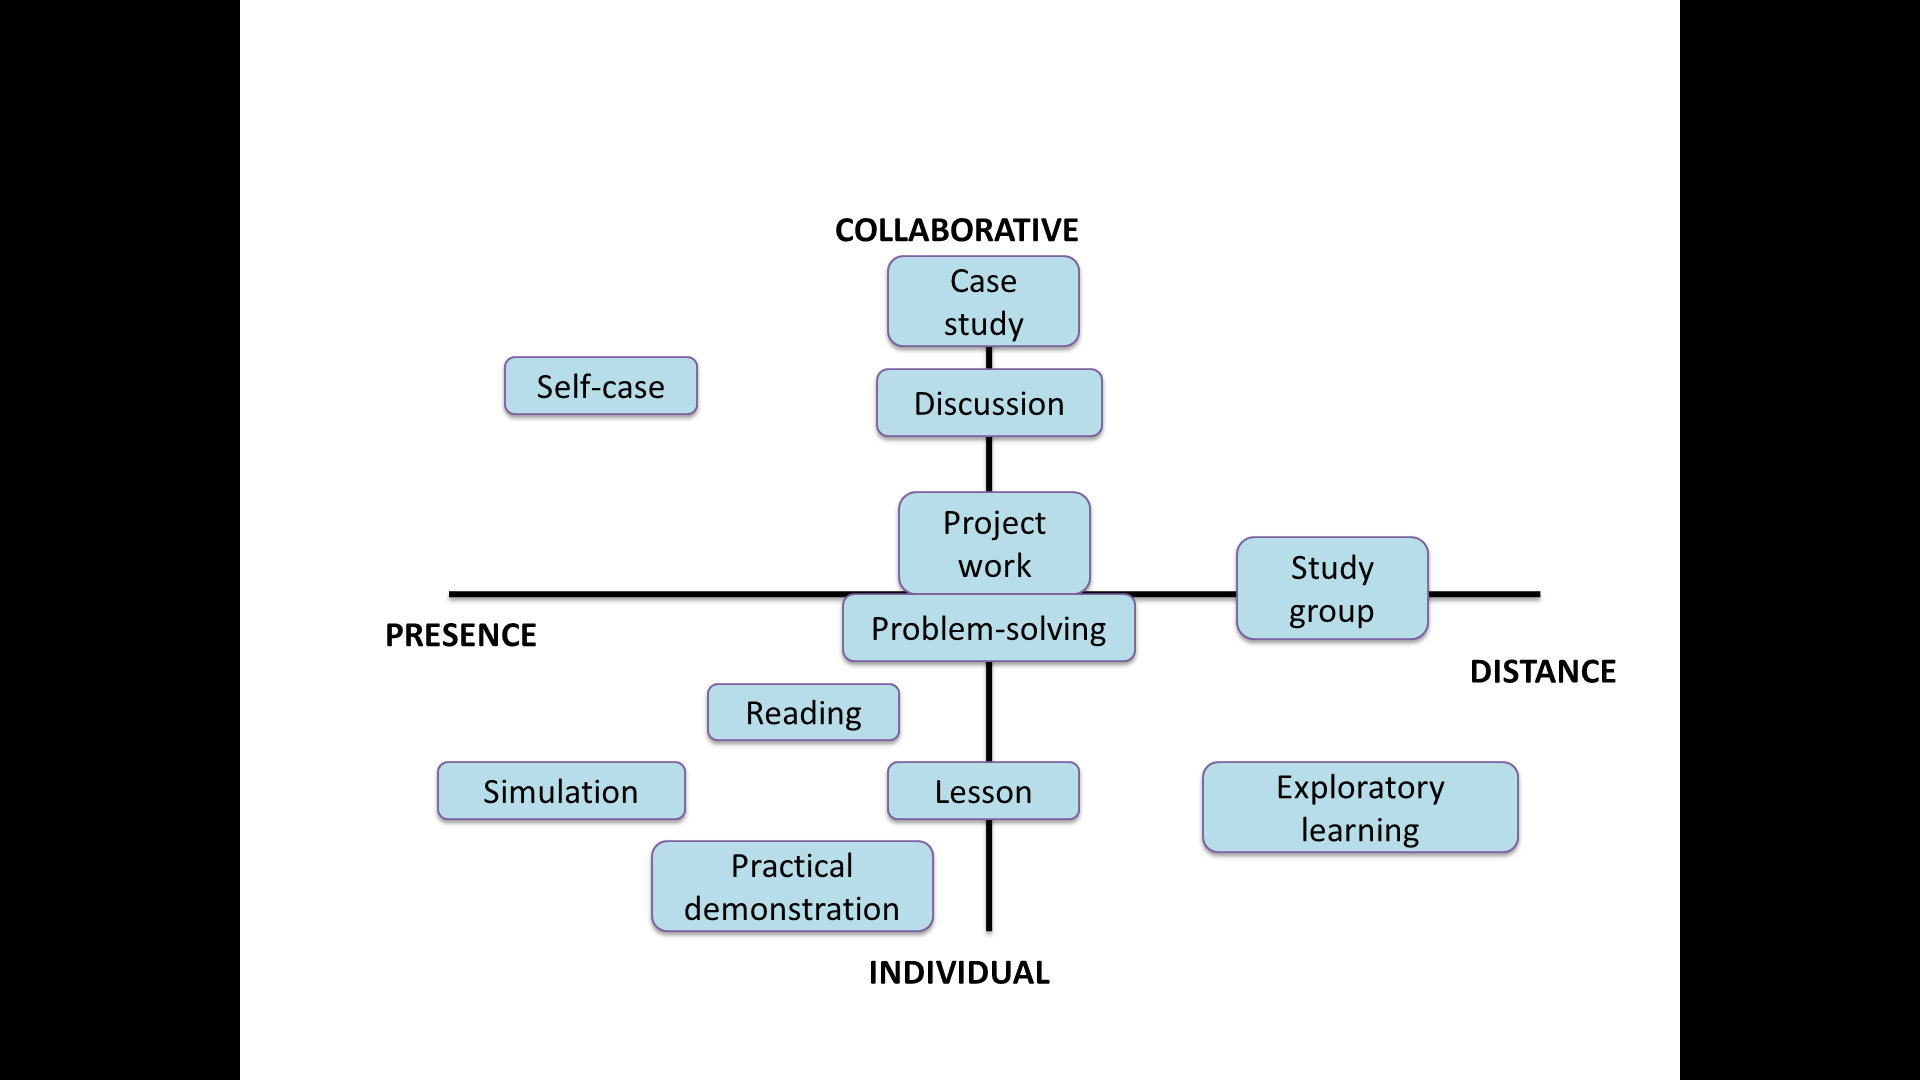 COLLABORATIVE
Case
study
Self-case
Discussion
Project
work
Study
group
PRESENCE
Problem-solving
DISTANCE
Reading
Simulation
Lesson
Exploratory
learning
Practical
demonstration
INDIVIDUAL